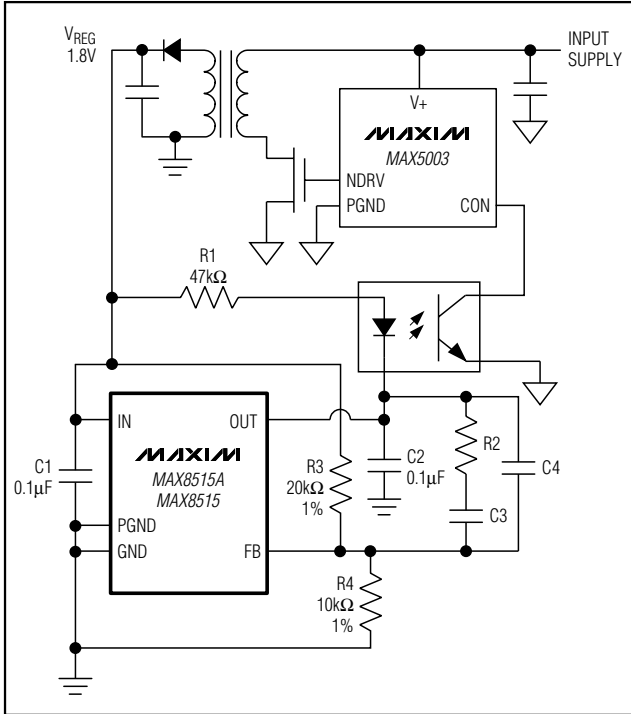 VREG
1.8V
INPUT
SUPPLY
V+
MAXIM
MAX5003
NDRV
PGND
CON
R1
47kΩ
IN
OUT
MAXIM
MAX8515A
MAX8515
PGND
GND
FB
C1
0.1μF
R3
20kΩ
1%
C2
0.1μF
R2
C3
C4
R4
10kΩ
1%